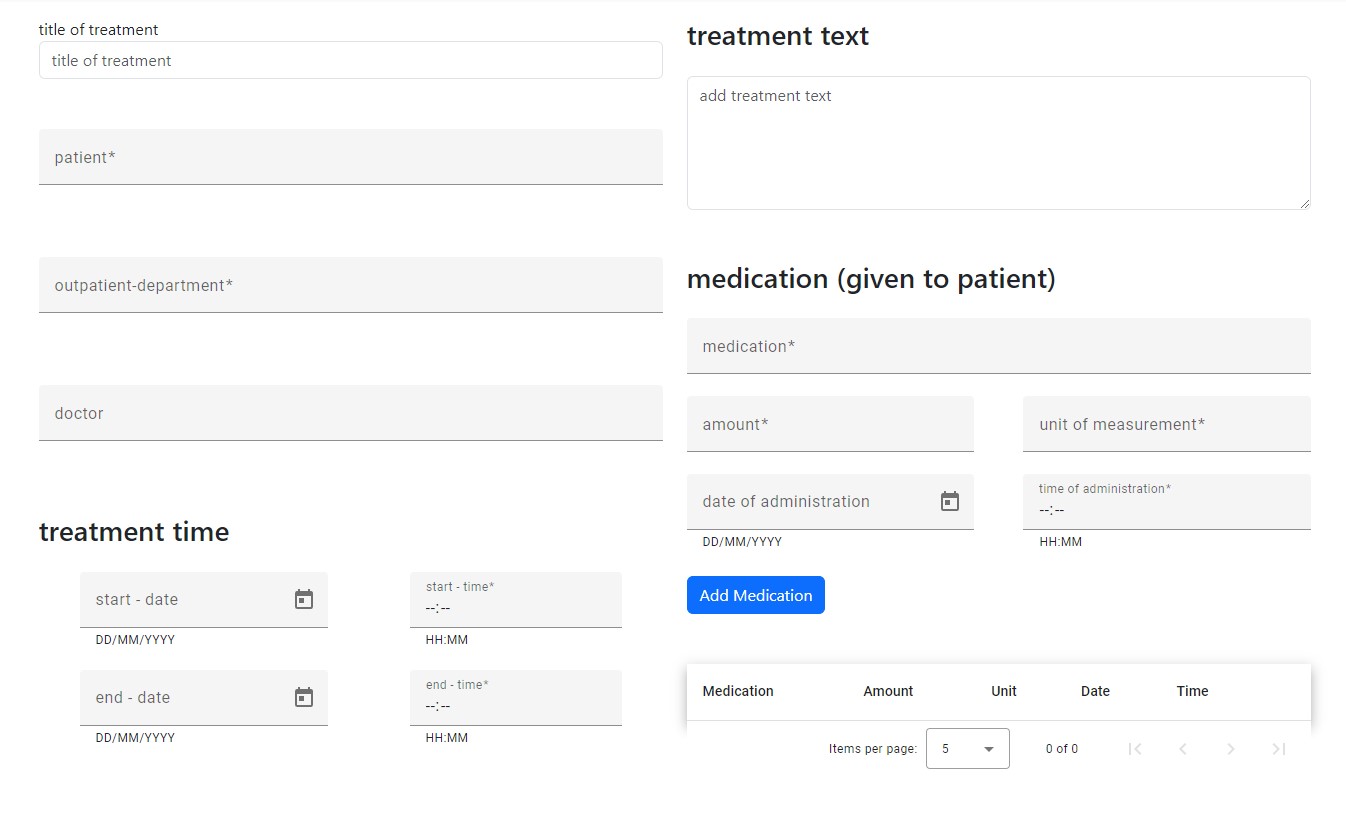 title of treatment
title of treatment
patient*
outpatient-department*
doctor
treatment time
start - date
DD/MM/YYYY
start - time*
--:--
HH:MM
end - date
DD/MM/YYYY
end - time*
--:--
HH:MM
treatment text
add treatment text
medication (given to patient)
medication*
amount*
unit of measurement*
date of administration
DD/MM/YYYY
time of administration*
--:--
HH:MM
Add Medication
Medication Amount Unit Date Time
Items per page: 5 0 of 0